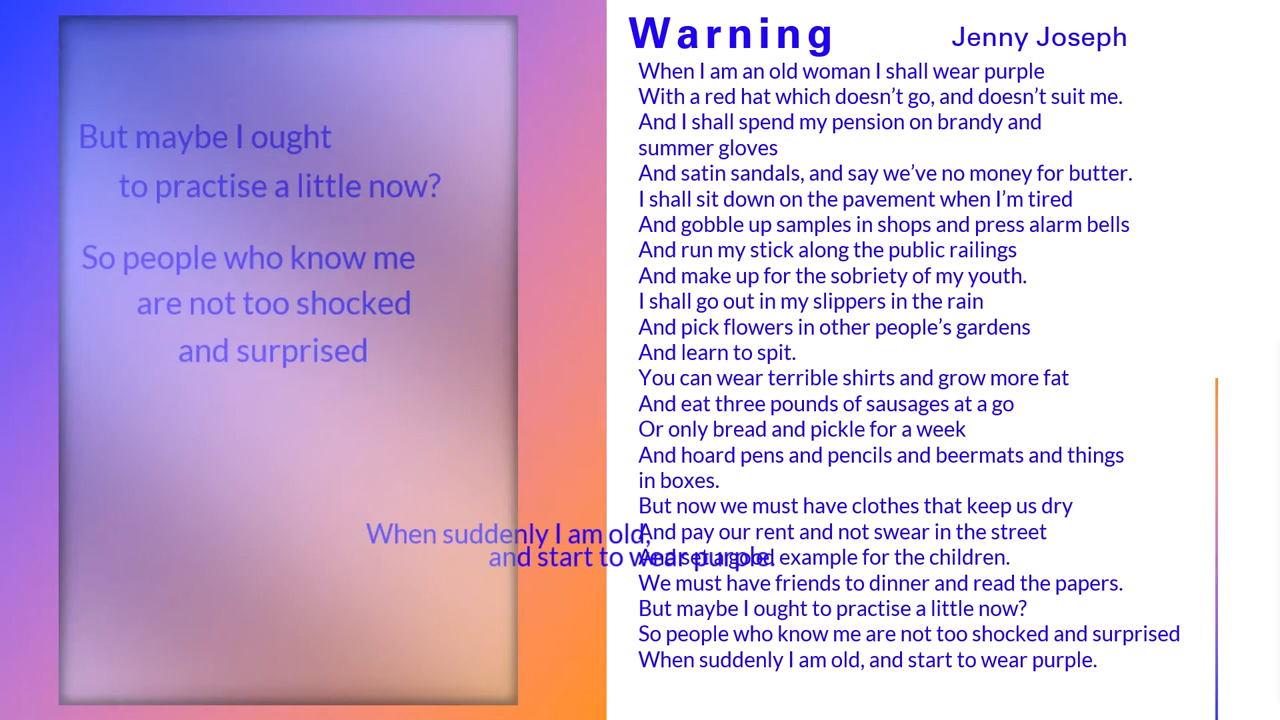 But maybe I ought
to practise a little now?
So people who know me
are not too shocked
and surprised
When suddenly I am old,
and start to wear purple.
Warning
Jenny Joseph
When I am an old woman I shall wear purple
With a red hat which doesn’t go, and doesn’t suit me.
And I shall spend my pension on brandy and
summer gloves
And satin sandals, and say we’ve no money for butter.
I shall sit down on the pavement when I’m tired
And gobble up samples in shops and press alarm bells
And run my stick along the public railings
And make up for the sobriety of my youth.
I shall go out in my slippers in the rain
And pick flowers in other people’s gardens
And learn to spit.
You can wear terrible shirts and grow more fat
And eat three pounds of sausages at a go
Or only bread and pickle for a week
And hoard pens and pencils and beermats and things
in boxes.
But now we must have clothes that keep us dry
And pay our rent and not swear in the street
And set a good example for the children.
We must have friends to dinner and read the papers.
But maybe I ought to practise a little now?
So people who know me are not too shocked and surprised
When suddenly I am old, and start to wear purple.